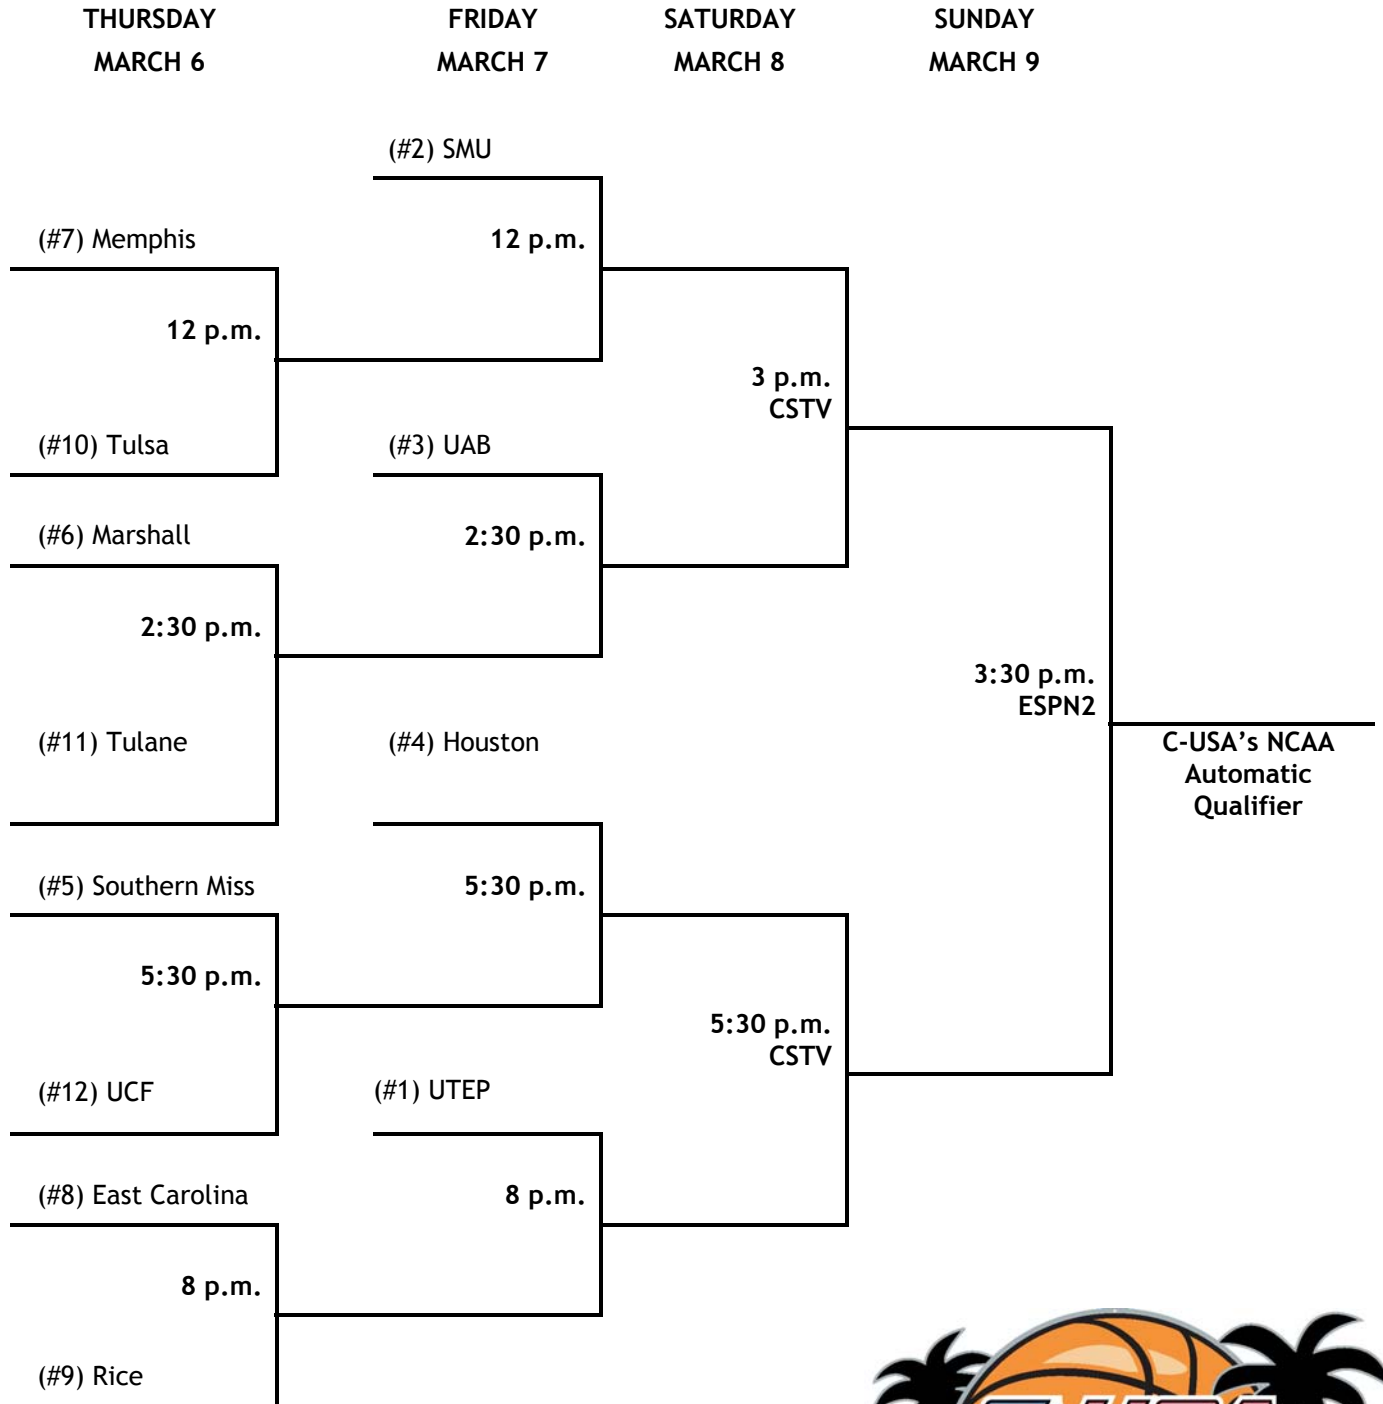 THURSDAY
MARCH 6
FRIDAY
MARCH 7
SATURDAY
MARCH 8
SUNDAY
MARCH 9
(#2) SMU
(#7) Memphis
12 p.m.
12 p.m.
3 p.m.
CSTV
(#10) Tulsa
(#3) UAB
(#6) Marshall
2:30 p.m.
2:30 p.m.
3:30 p.m.
ESPN2
(#11) Tulane
(#4) Houston
C-USA's NCAA
Automatic
Qualifier
(#5) Southern Miss
5:30 p.m.
5:30 p.m.
5:30 p.m.
CSTV
(#12) UCF
(#1) UTEP
(#8) East Carolina
8 p.m.
8 p.m.
(#9) Rice